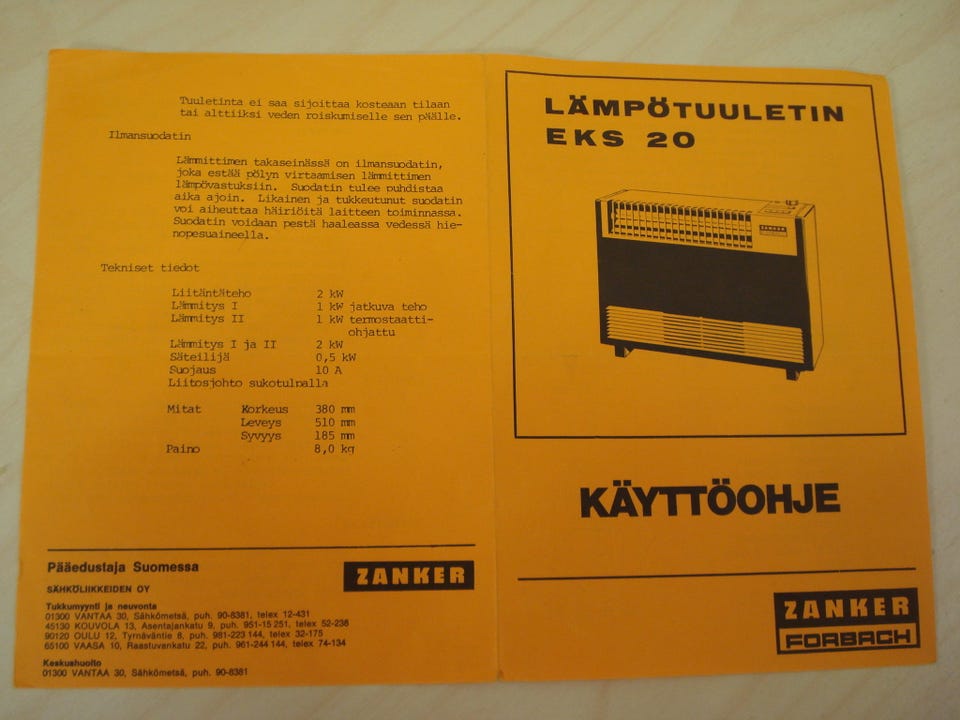 Tuuletinta ei saa sijoittaa kosteaan tilaan
tai alttiiksi veden roiskumiselle sen päälle.
Ilmansuodatin
Lämmittimen takaseinässä on ilmansuodatin,
joka estää pölyn virtaamisen lämmittimen
lämpövastuksiin. Suodatin tulee puhdistaa
aika ajoin. Likainen ja tukkeutunut suodatin
voi aiheuttaa häiriöitä laitteen toiminnassa.
Suodatin voidaan pestä haaleassa vedessä hie-
nopesuaineella.
Tekniset tiedot
Liitäntäteho 2 kW
Lämmitys I 1 kW jatkuva teho
Lämmitys II 1 kW termostaatti-
ohjattu
Lämmitys I ja II 2 kW
Säteilijä 0,5 kW
Suojaus 10 A
Liitosjohto sukotulpalla
Mitat Korkeus 380 mm
Leveys 510 mm
Syvyys 185 mm
Paino 8,0 kg
Pääedustaja Suomessa
ZANKER
SÄHKÖLIIKKEIDEN OY
Tukkumyynti ja neuvonta
01300 VANTAA 30, Sähkömetsä, puh. 90-8381, telex 12-431
45130 KOUVOLA 13, Asentajankatu 9, puh. 951-15 251, telex 52-238
90120 OULU 12, Tyrnäväntie 8, puh. 981-223 144, telex 32-175
65100 VAASA 10, Raastuvankatu 22, puh. 961-244 144, telex 74-134
Keskushuolto
01300 VANTAA 30, Sähkömetsä, puh. 90-8381
LÄMPÖTUULETIN
EKS 20
ZANKER
KÄYTTÖOHJE
ZANKER
FORBACH